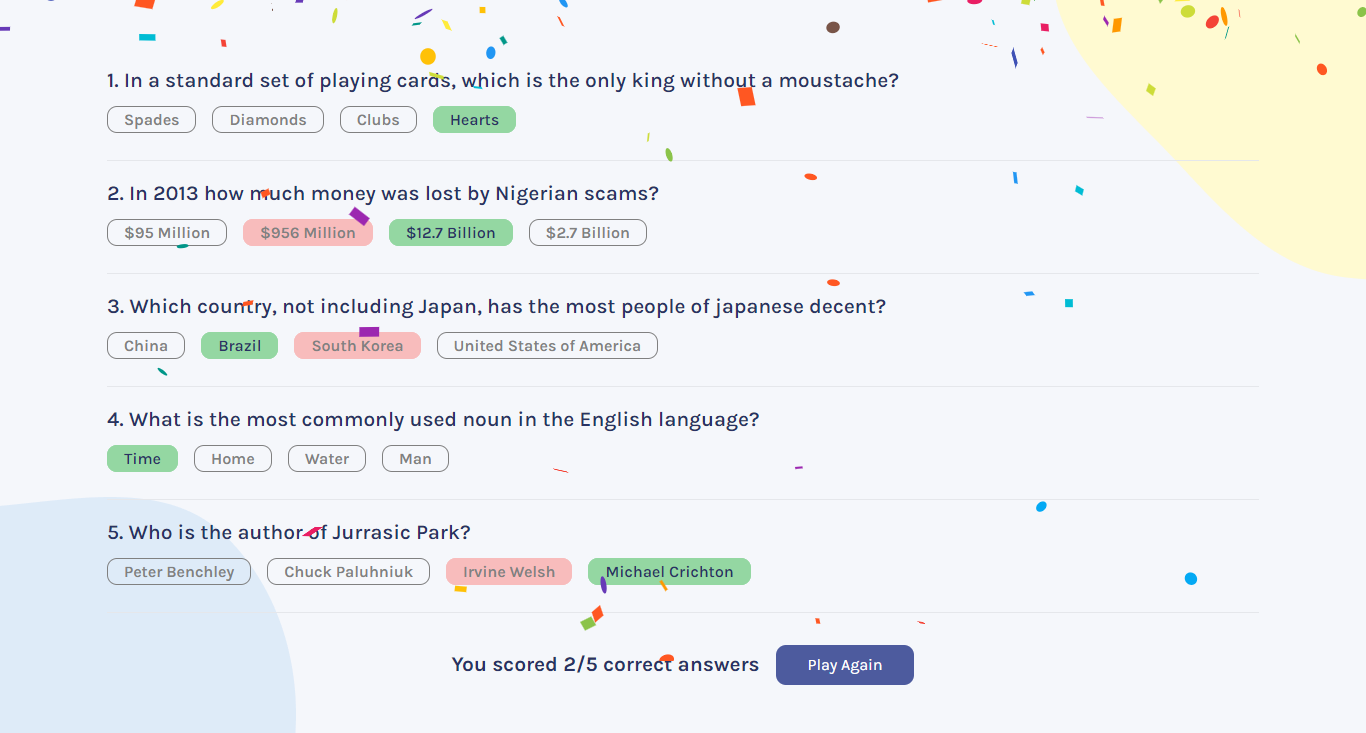 1. In a standard set of playing cards, which is the only king without a moustache?
Spades Diamonds Clubs Hearts
2. In 2013 how much money was lost by Nigerian scams?
$95 Million $956 Million $12.7 Billion $2.7 Billion
3. Which country, not including Japan, has the most people of japanese decent?
China Brazil South Korea United States of America
4. What is the most commonly used noun in the English language?
Time Home Water Man
5. Who is the author of Jurrasic Park?
Peter Benchley Chuck Paluhniuk Irvine Welsh Michael Crichton
You scored 2/5 correct answers Play Again